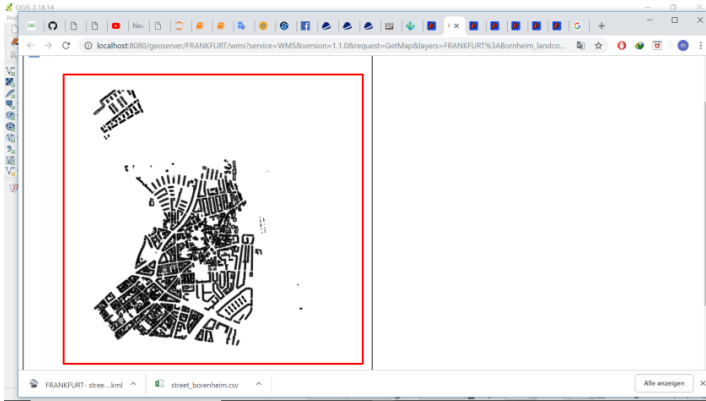 QGIS 2.18.14
localhost:8080/geoserver/FRANKFURT/wms?service=WMS&version=1.1.0&request=GetMap&layers=FRANKFURT%3ABornheim_landco...
FRANKFURT- stree....kml
street_borenheim.csv
Alle anzeigen